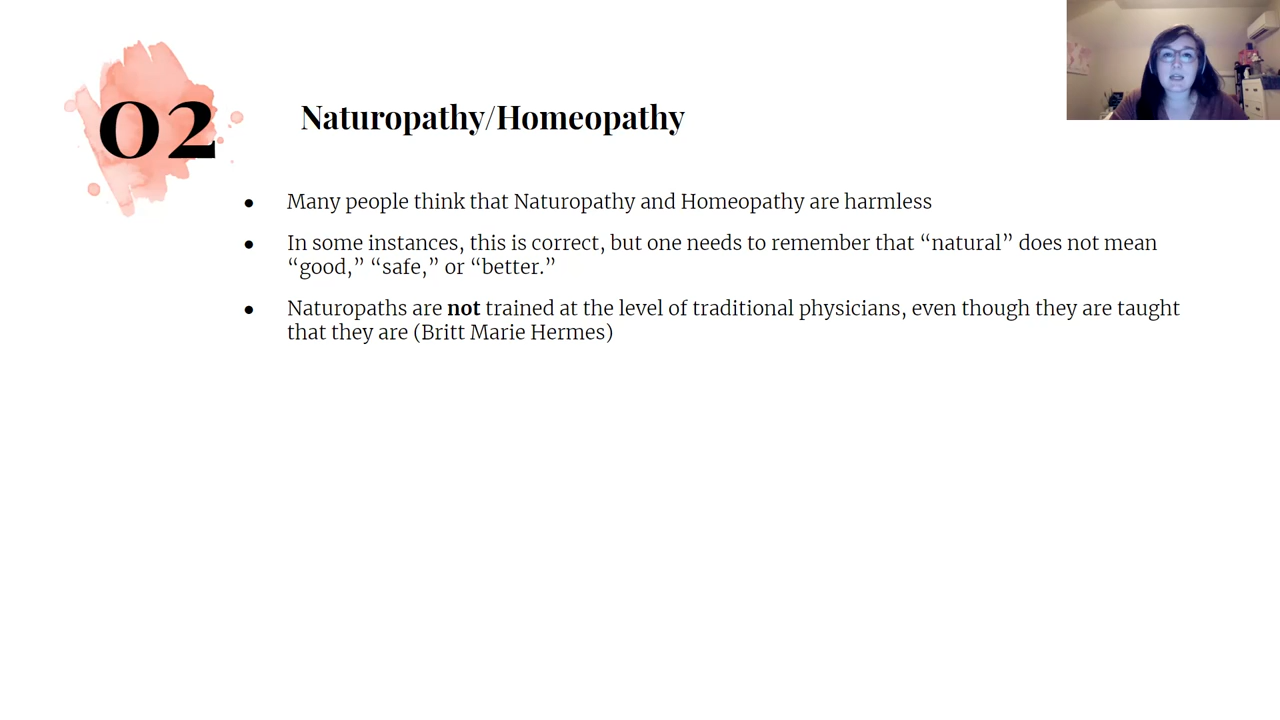 02
Naturopathy/Homeopathy
● Many people think that Naturopathy and Homeopathy are harmless
● In some instances, this is correct, but one needs to remember that “natural” does not mean
“good,” “safe,” or “better.”
● Naturopaths are not trained at the level of traditional physicians, even though they are taught
that they are (Britt Marie Hermes)